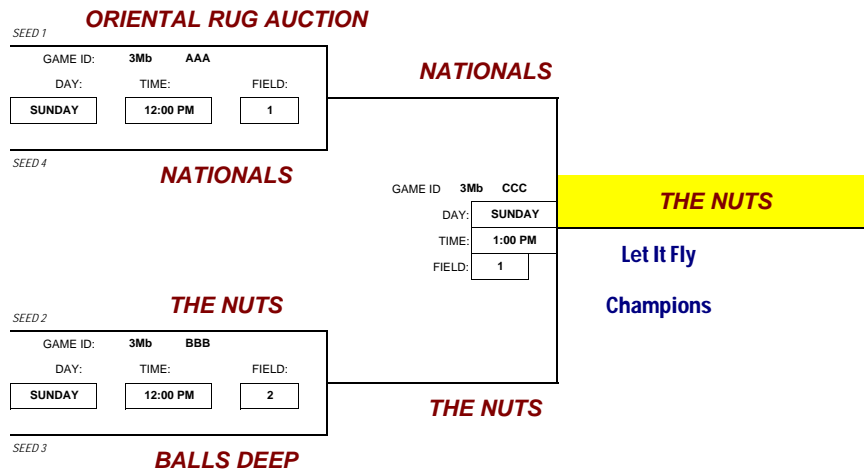 ORIENTAL RUG AUCTION
SEED 1
GAME ID: 3Mb AAA
DAY: TIME: FIELD:
SUNDAY 12:00 PM 1
SEED 4
NATIONALS
NATIONALS
GAME ID 3Mb CCC
DAY: SUNDAY
TIME: 1:00 PM
FIELD: 1
THE NUTS
Let It Fly
Champions
THE NUTS
SEED 2
GAME ID: 3Mb BBB
DAY: TIME: FIELD:
SUNDAY 12:00 PM 2
SEED 3
BALLS DEEP
THE NUTS